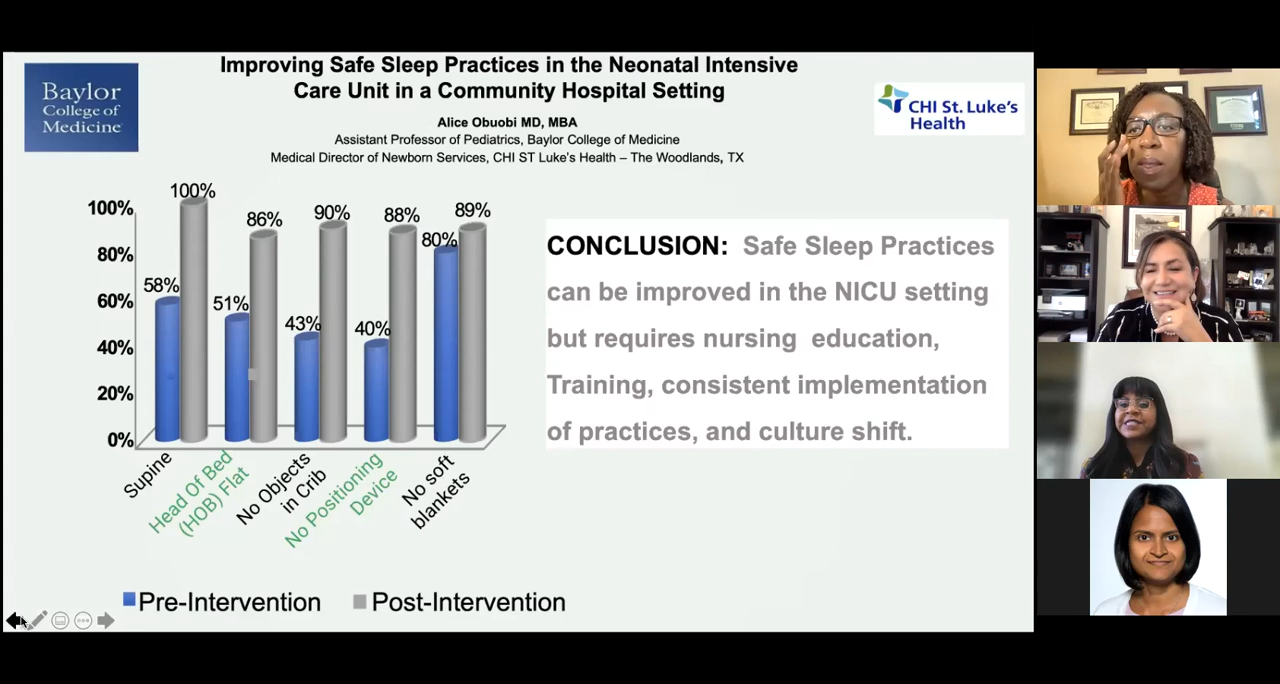 Baylor
College of
Medicine
Improving Safe Sleep Practices in the Neonatal Intensive
Care Unit in a Community Hospital Setting
Alice Obuobi MD, MBA
Assistant Professor of Pediatrics, Baylor College of Medicine
Medical Director of Newborn Services, CHI ST Luke's Health – The Woodlands, TX
CHI St. Luke's
Health
100%
80%
60%
40%
20%
0%
58%
100%
51%
86%
43%
90%
40%
88%
80%
89%
Supine
Head Of Bed
(HOB) Flat
No Objects
in Crib
No Positioning
Device
No soft
blankets
Pre-Intervention
Post-Intervention
CONCLUSION: Safe Sleep Practices
can be improved in the NICU setting
but requires nursing education,
Training, consistent implementation
of practices, and culture shift.